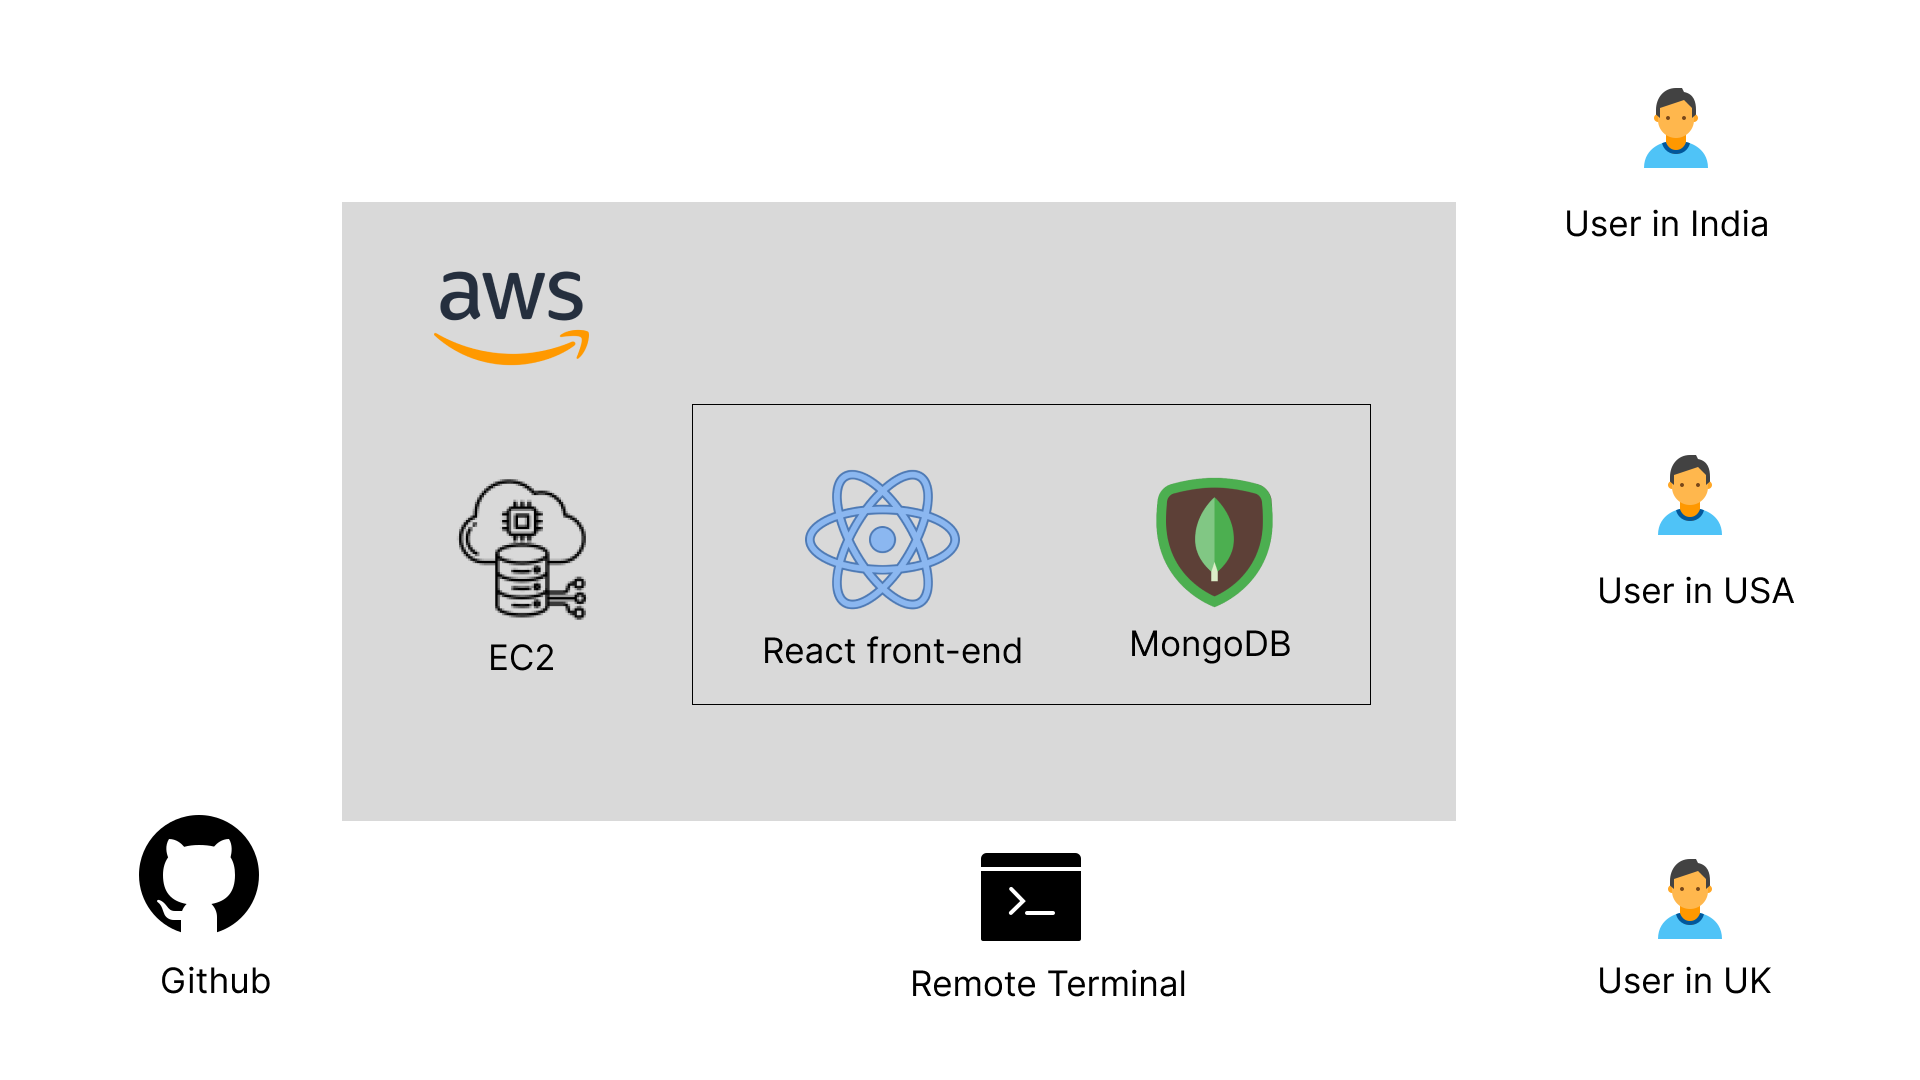 User in India
aws
EC2
React front-end
MongoDB
User in USA
Github
Remote Terminal
User in UK